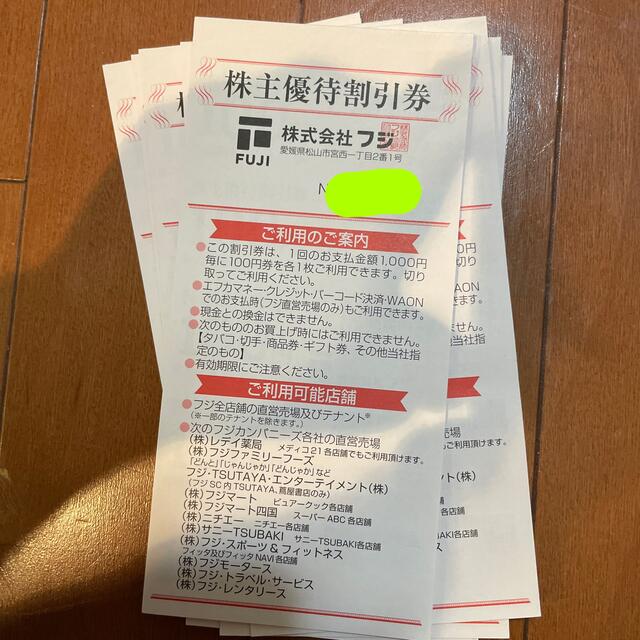 株主優待割引券
FUJI
株式会社 フジ
愛媛県松山市宮西一丁目2番1号
N
ご利用のご案内
●この割引券は、1回のお支払金額1,000円
毎に100円券を各1枚ご利用できます。切り
取ってご利用ください。
●エフカマネー・クレジット・バーコード決済・WAON
でのお支払時(フジ直営売場のみ)もご利用できます。
●現金との換金はできません。
●次のもののお買上げ時にはご利用できません。
【タバコ・切手・商品券・ギフト券、その他当社指
定のもの】
●有効期限にご注意ください。
ご利用可能店舗
●フジ全店舗の直営売場及びテナント※
(※一部のテナントを除きます。)
●次のフジカンパニーズ各社の直営売場
(株)レデイ薬局 メディコ21各店舗でもご利用頂けます。
(株)フジファミリーフーズ
「どんと」「じゃんじゃか」「どんじゃか」など
フジ・TSUTAYA・エンターテイメント(株)
(フジSC内TSUTAYA、蔦屋書店のみ)
(株)フジマート ピュアークック各店舗
(株)フジマート四国 スーパーABC各店舗
(株)ニチエー ニチエー各店舗
(株)サニーTSUBAKI サニーTSUBAKI各店舗
(株)フジ・スポーツ&フィットネス
フィッタ及びフィッタNAVI各店舗
(株)フジモータース
(株)フジ・トラベル・サービス
(株)フジ・レンタリース